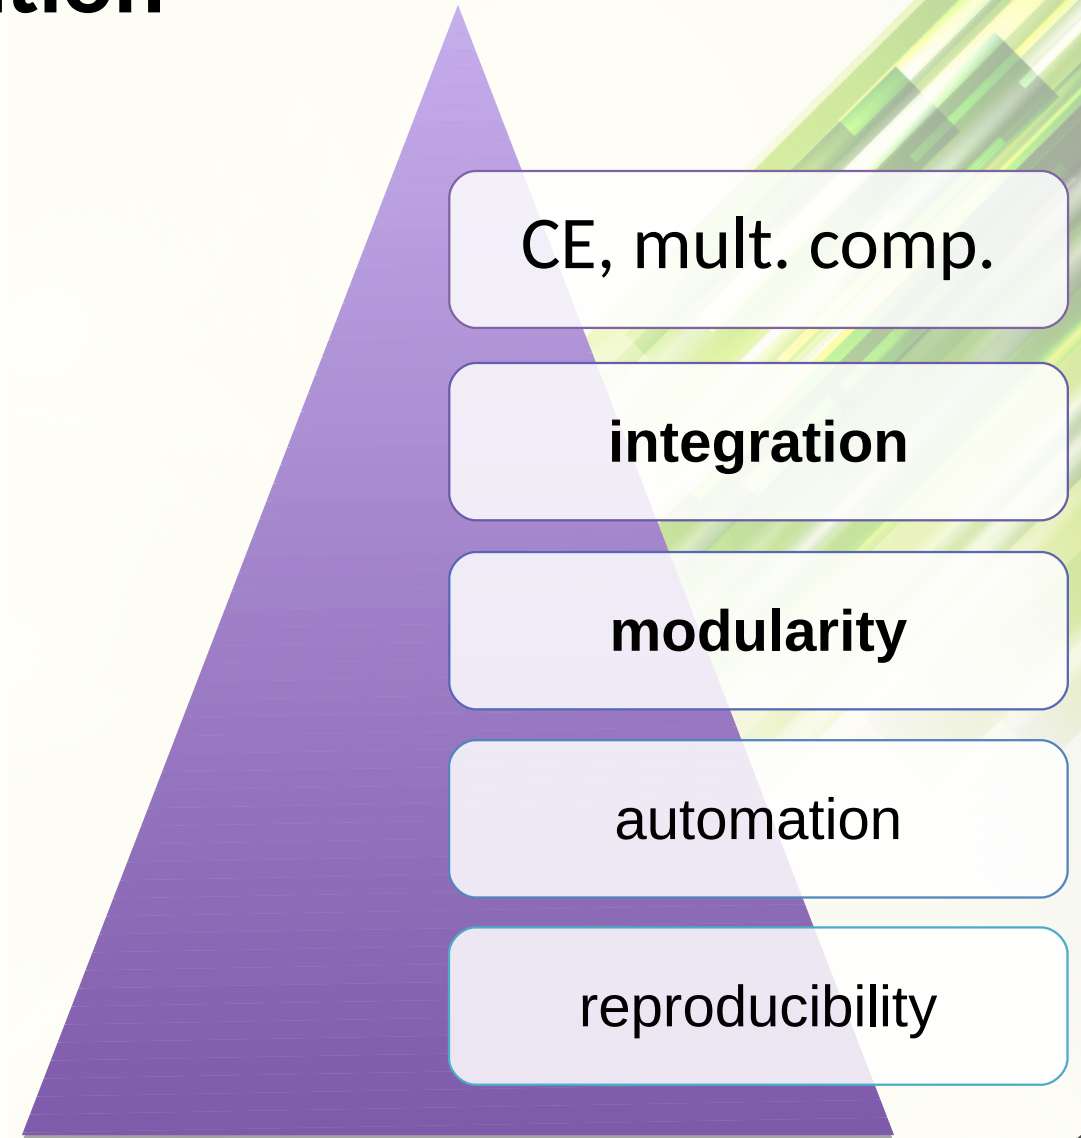 CE, mult. comp.
integration
modularity
automation
reproducibility